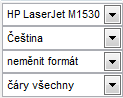 HP LaserJet M1530
Čeština
neměnit formát
čáry všechny